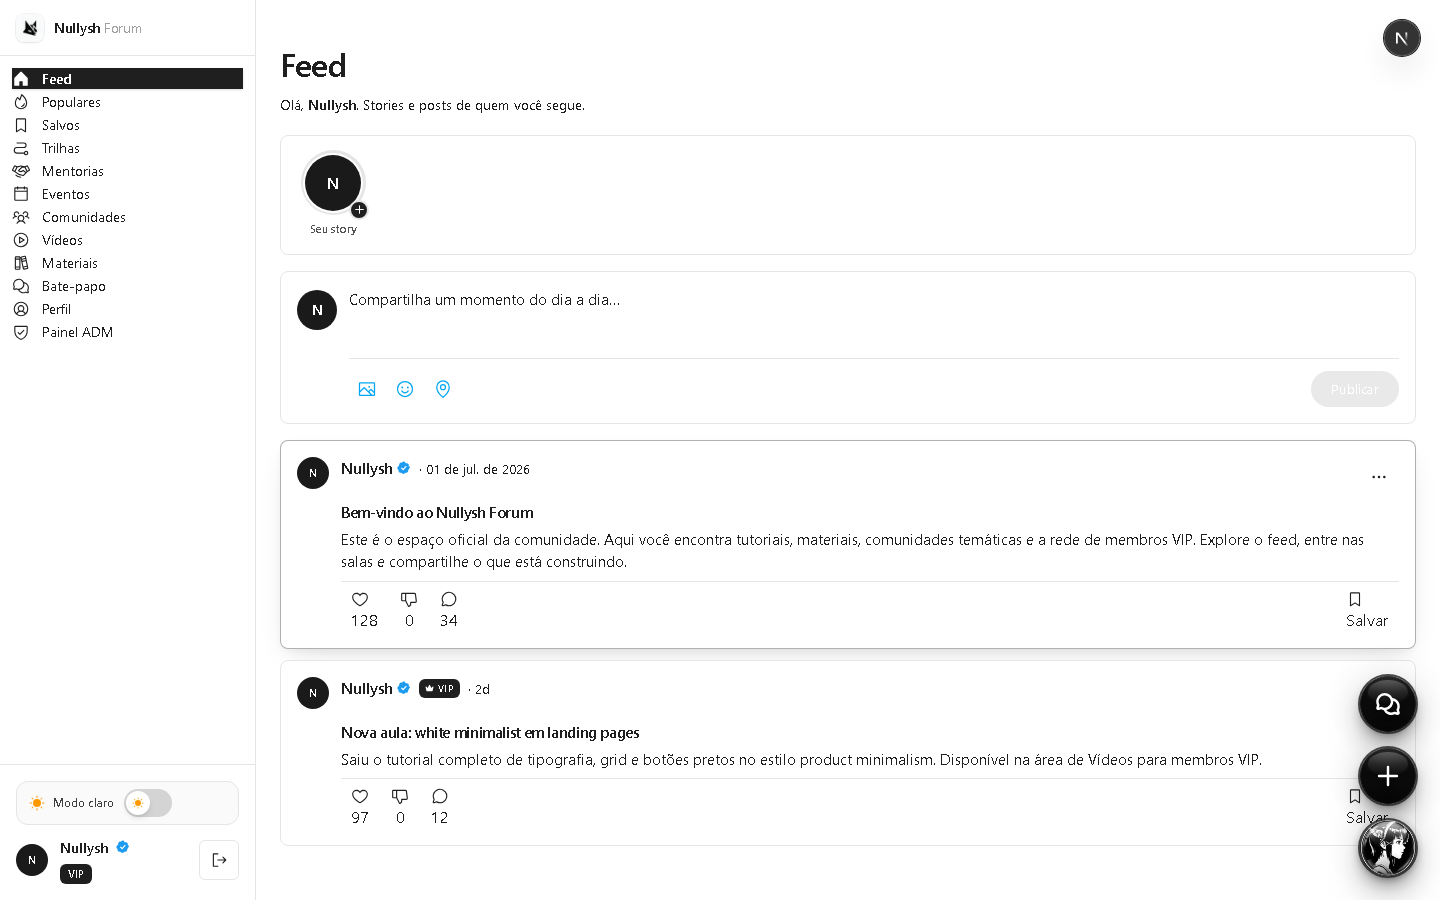 Nullysh Forum
Feed
Populares
Salvos
Trilhas
Mentorias
Eventos
Comunidades
Vídeos
Materiais
Bate-papo
Perfil
Painel ADM
Modo claro
N
Nullysh
VIP
N
Feed
Olá, Nullysh. Stories e posts de quem você segue.
N
Seu story
N
Compartilha um momento do dia a dia...
Publicar
N
Nullysh · 01 de jul. de 2026
Bem-vindo ao Nullysh Forum
Este é o espaço oficial da comunidade. Aqui você encontra tutoriais, materiais, comunidades temáticas e a rede de membros VIP. Explore o feed, entre nas
salas e compartilhe o que está construindo.
128 0 34 Salvar
N
Nullysh VIP · 2d
Nova aula: white minimalist em landing pages
Saiu o tutorial completo de tipografia, grid e botões pretos no estilo product minimalism. Disponível na área de Vídeos para membros VIP.
97 0 12 Salvar